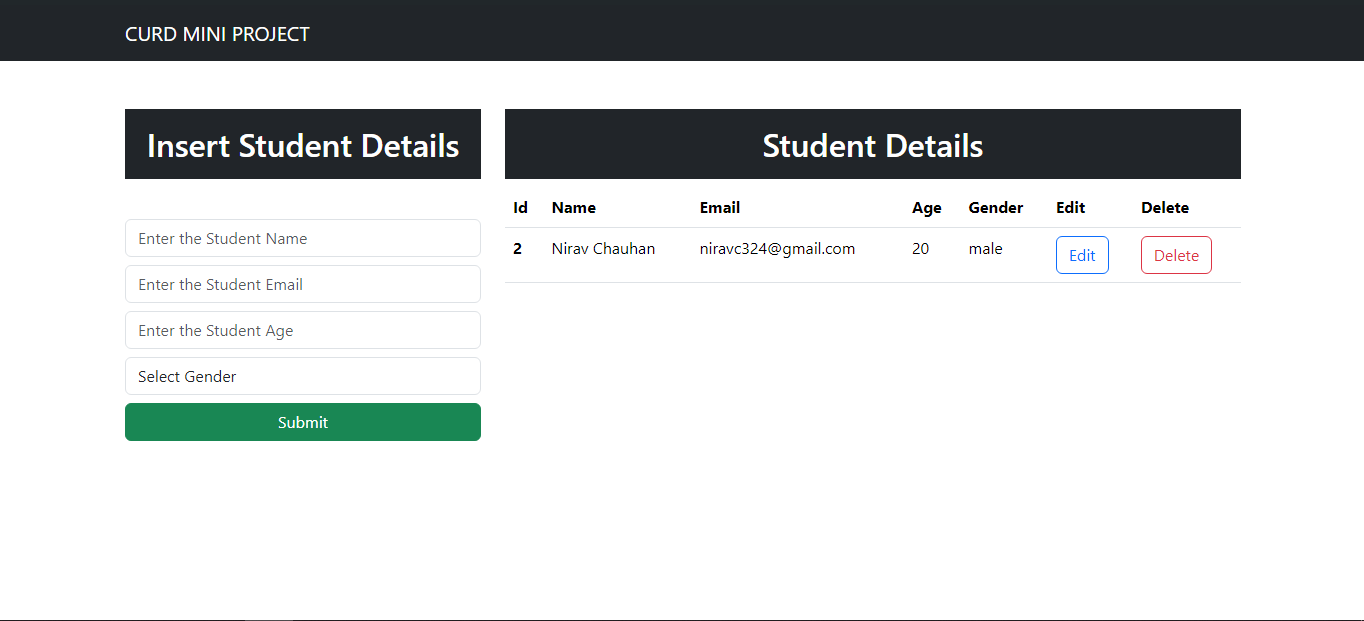 CURD MINI PROJECT
Insert Student Details
Enter the Student Name
Enter the Student Email
Enter the Student Age
Select Gender
Submit
Student Details
Id Name Email Age Gender Edit Delete
2 Nirav Chauhan niravc324@gmail.com 20 male Edit Delete